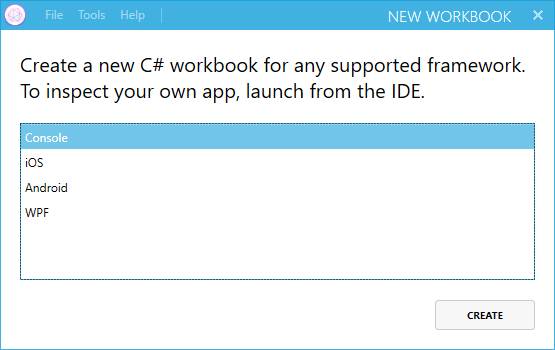 File Tools Help NEW WORKBOOK
Create a new C# workbook for any supported framework.
To inspect your own app, launch from the IDE.
Console
iOS
Android
WPF
CREATE